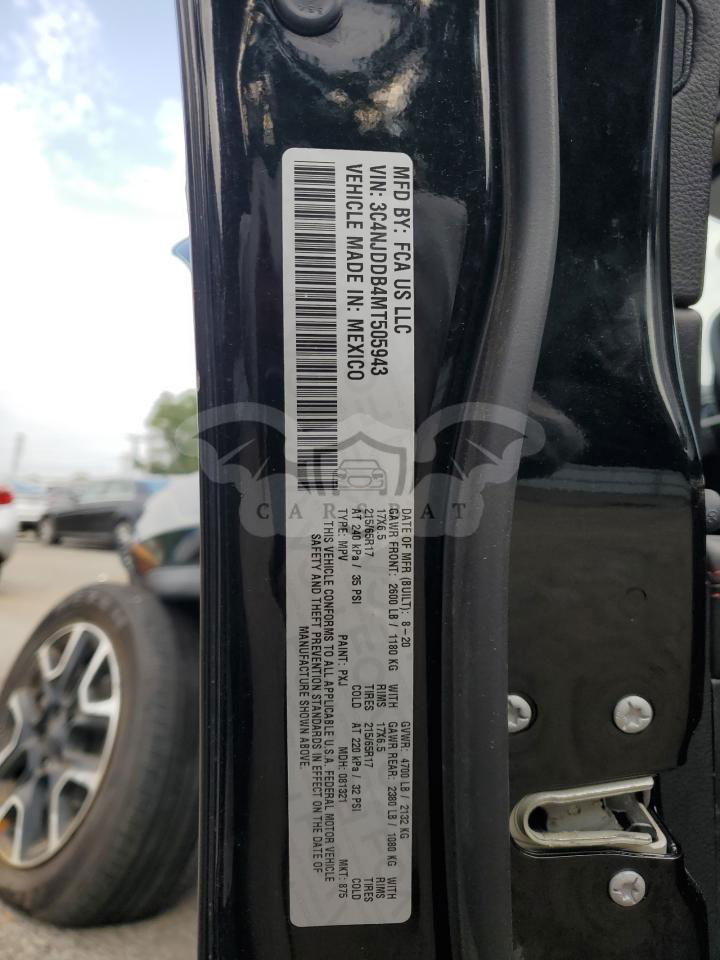 MFD BY: FCA US LLC
VIN: 3C4NJDDB4MT505943
VEHICLE MADE IN: MEXICO
DATE OF MFR (BUILT): 8-20 GVWR: 4700 LB / 2132 KG
GAWR FRONT: 2600 LB / 1180 KG WITH GAWR REAR: 2380 LB / 1080 KG WITH
17X6.5 RIMS 17X6.5 RIMS
215/65R17 TIRES 215/65R17 TIRES
AT 240 kPa / 35 PSI COLD AT 220 kPa / 32 PSI COLD
TYPE: MPV PAINT: PXJ MDH: 081321 MKT: 875
THIS VEHICLE CONFORMS TO ALL APPLICABLE U.S.A. FEDERAL MOTOR VEHICLE
SAFETY AND THEFT PREVENTION STANDARDS IN EFFECT ON THE DATE OF
MANUFACTURE SHOWN ABOVE.